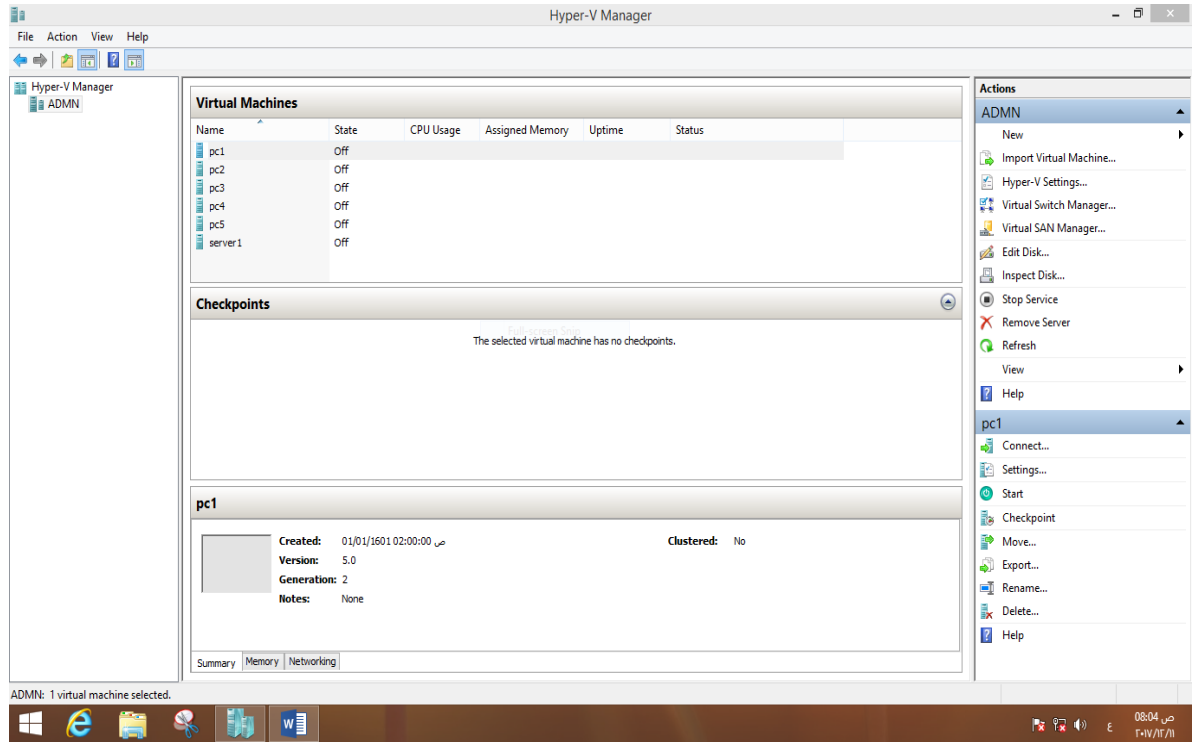 Hyper-V Manager
File Action View Help
Hyper-V Manager
ADMN
Virtual Machines
Name State CPU Usage Assigned Memory Uptime Status
pc1 Off
pc2 Off
pc3 Off
pc4 Off
pc5 Off
server1 Off
Checkpoints
Full-screen Snip
The selected virtual machine has no checkpoints.
pc1
Created: 01/01/1601 02:00:00 ص Clustered: No
Version: 5.0
Generation: 2
Notes: None
Summary Memory Networking
Actions
ADMN
New
Import Virtual Machine...
Hyper-V Settings...
Virtual Switch Manager...
Virtual SAN Manager...
Edit Disk...
Inspect Disk...
Stop Service
Remove Server
Refresh
View
Help
pc1
Connect...
Settings...
Start
Checkpoint
Move...
Export...
Rename...
Delete...
Help
ADMN: 1 virtual machine selected.
ع
08:04 ص
٢٠١٧/١٢/١١